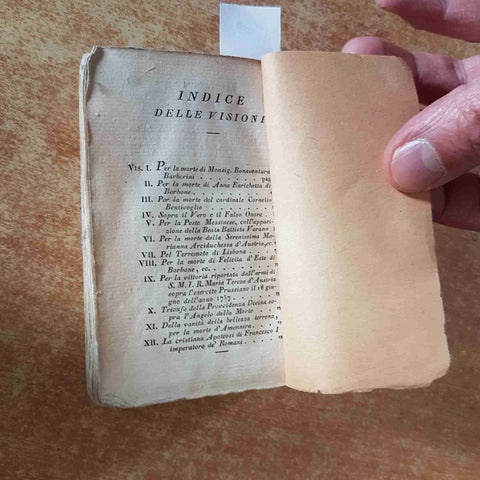 INDICE
DELLE VISIONI
VIS. I. Per la morte di Monsig. Bonaventura
Barberini . . . . . . . . pag
II. Per la morte di Anna Enrichetta di
Borbone. . . . . . . . . . "
III. Per la morte del cardinale Cornelio
Bentivoglio . . . . . . . . "
IV. Sopra il Vero e il Falso Onore . "
V. Per la Peste Messinese, coll'appari-
zione della Beata Battista Varano "
VI. Per la morte della Serenissima Ma-
rianna Arciduchessa d'Austria, ec. "
VII. Pel Terremoto di Lisbona . . . "
VIII. Per la morte di Felicita d'Este di
Borbone, ec. . . . . . . . "
IX. Per la vittoria riportata dall'armi di
S. M. I. R. Maria Teresa d'Austria
sopra l'esercito Prussiano il 18 giu-
gno dell'anno 1757. . . . . . "
X. Trionfo della Provvidenza Divina so-
pra l'Angelo della Morte . . . "
XI. Della vanità della bellezza terrena,
per la morte d'Amennira . . . "
XII. La cristiana Apoteosi di Francesco I
imperatore de' Romani . . . . "